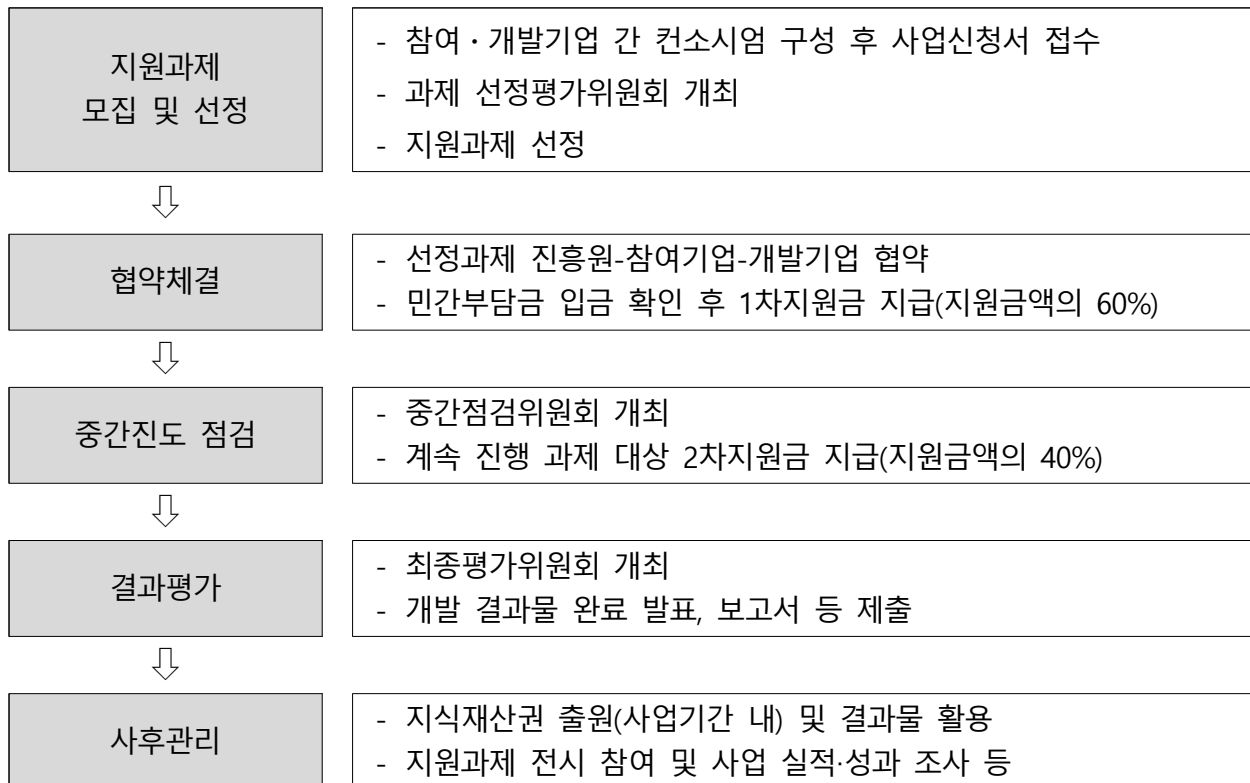 지원과제
모집 및 선정
- 참여·개발기업 간 컨소시엄 구성 후 사업신청서 접수
- 과제 선정평가위원회 개최
- 지원과제 선정
협약체결
- 선정과제 진흥원-참여기업-개발기업 협약
- 민간부담금 입금 확인 후 1차지원금 지급(지원금액의 60%)
중간진도 점검
- 중간점검위원회 개최
- 계속 진행 과제 대상 2차지원금 지급(지원금액의 40%)
결과평가
- 최종평가위원회 개최
- 개발 결과물 완료 발표, 보고서 등 제출
사후관리
- 지식재산권 출원(사업기간 내) 및 결과물 활용
- 지원과제 전시 참여 및 사업 실적·성과 조사 등